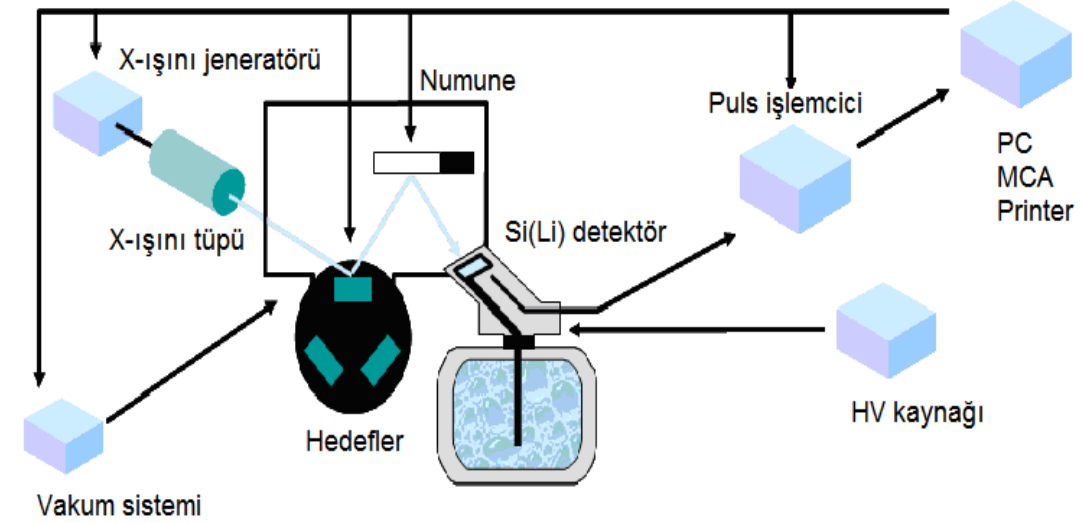 X-ışını jeneratörü
Numune
Puls işlemcici
PC
MCA
Printer
X-ışını tüpü
Si(Li) detektör
HV kaynağı
Hedefler
Vakum sistemi